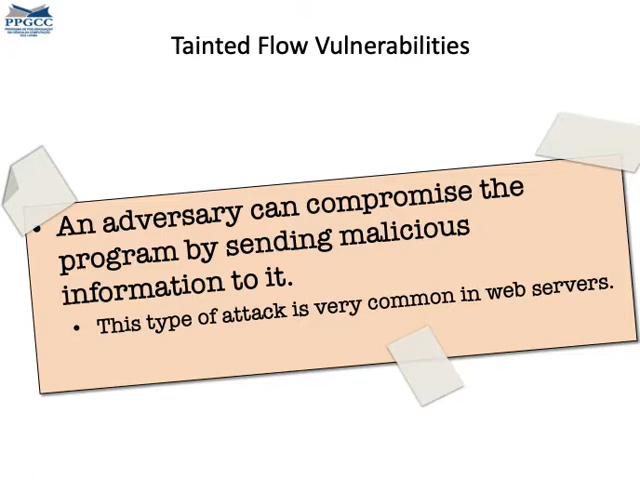 PPGCC
Tainted Flow Vulnerabilities
• An adversary can compromise the
program by sending malicious
information to it.
• This type of attack is very common in web servers.